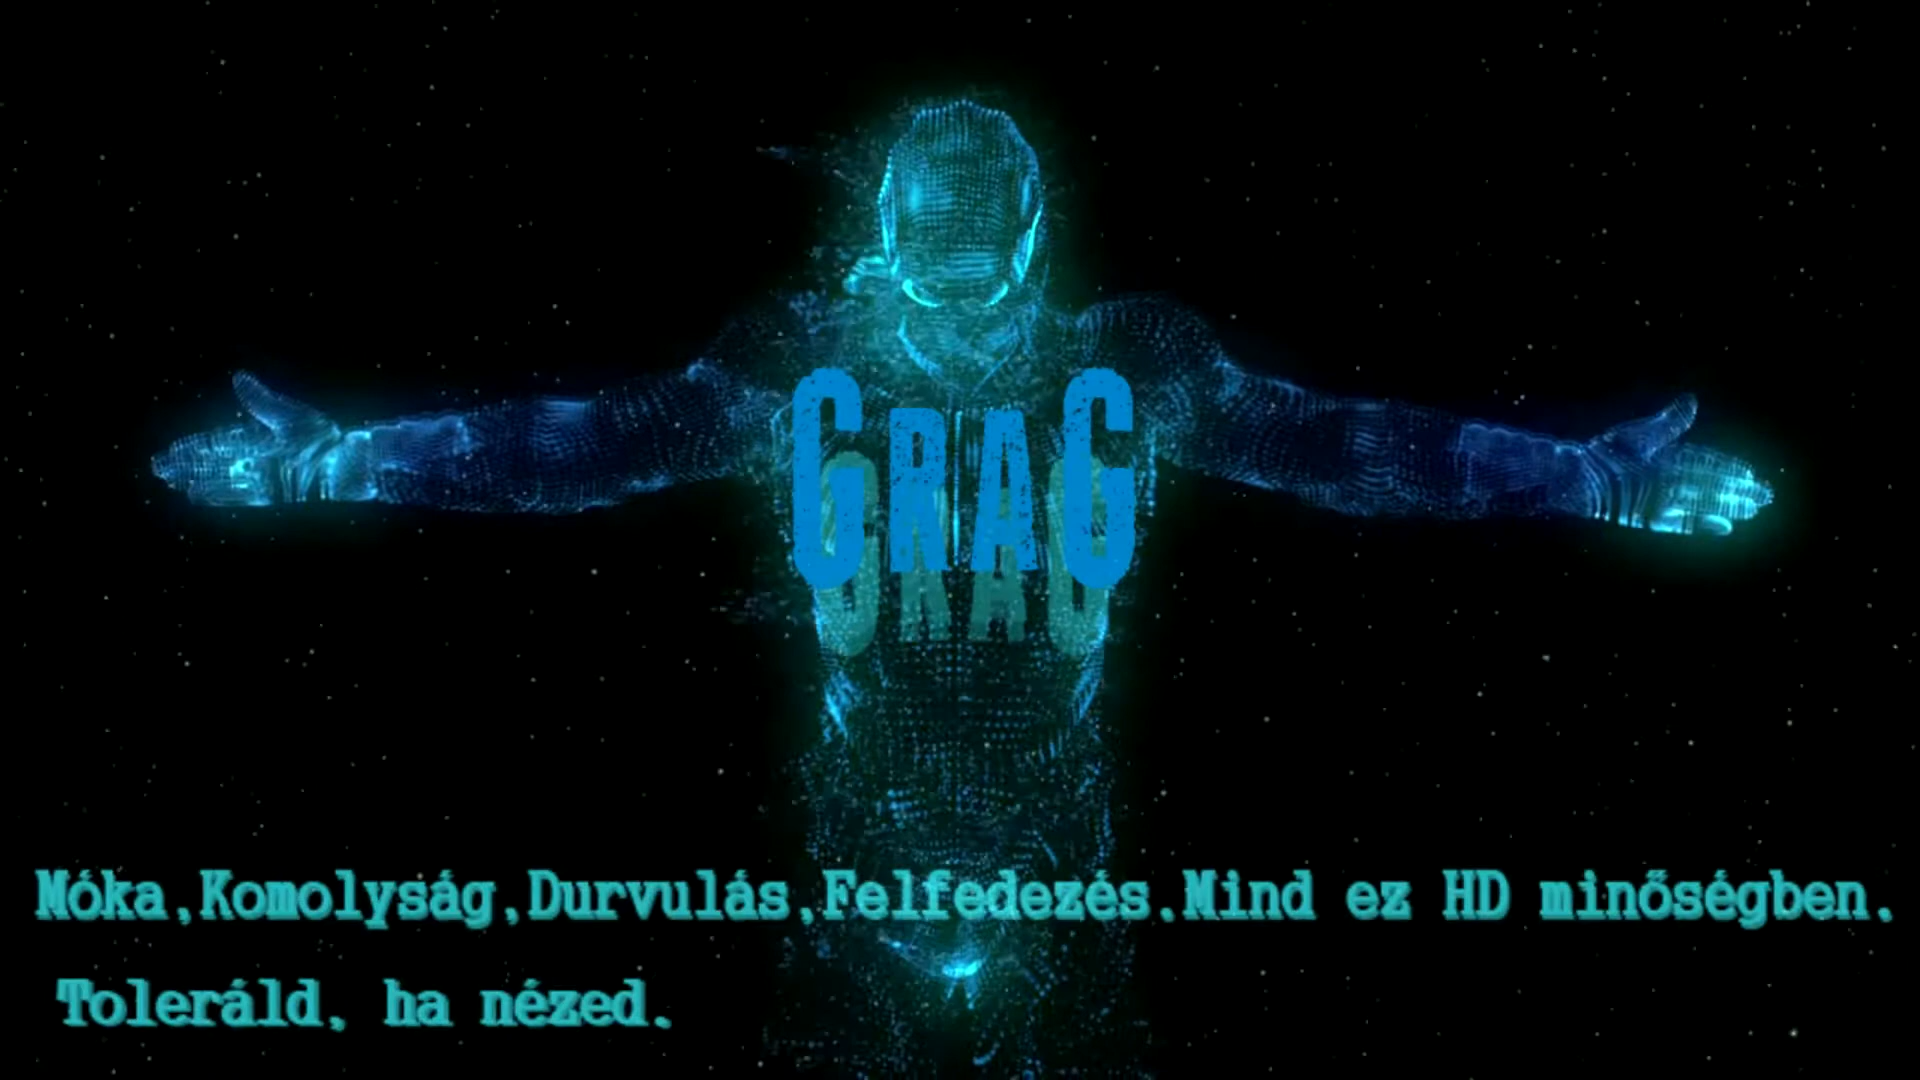 GRAG
Móka,Komolyság,Durvulás,Felfedezés.Mind ez HD minőségben.
Toleráld, ha nézed.